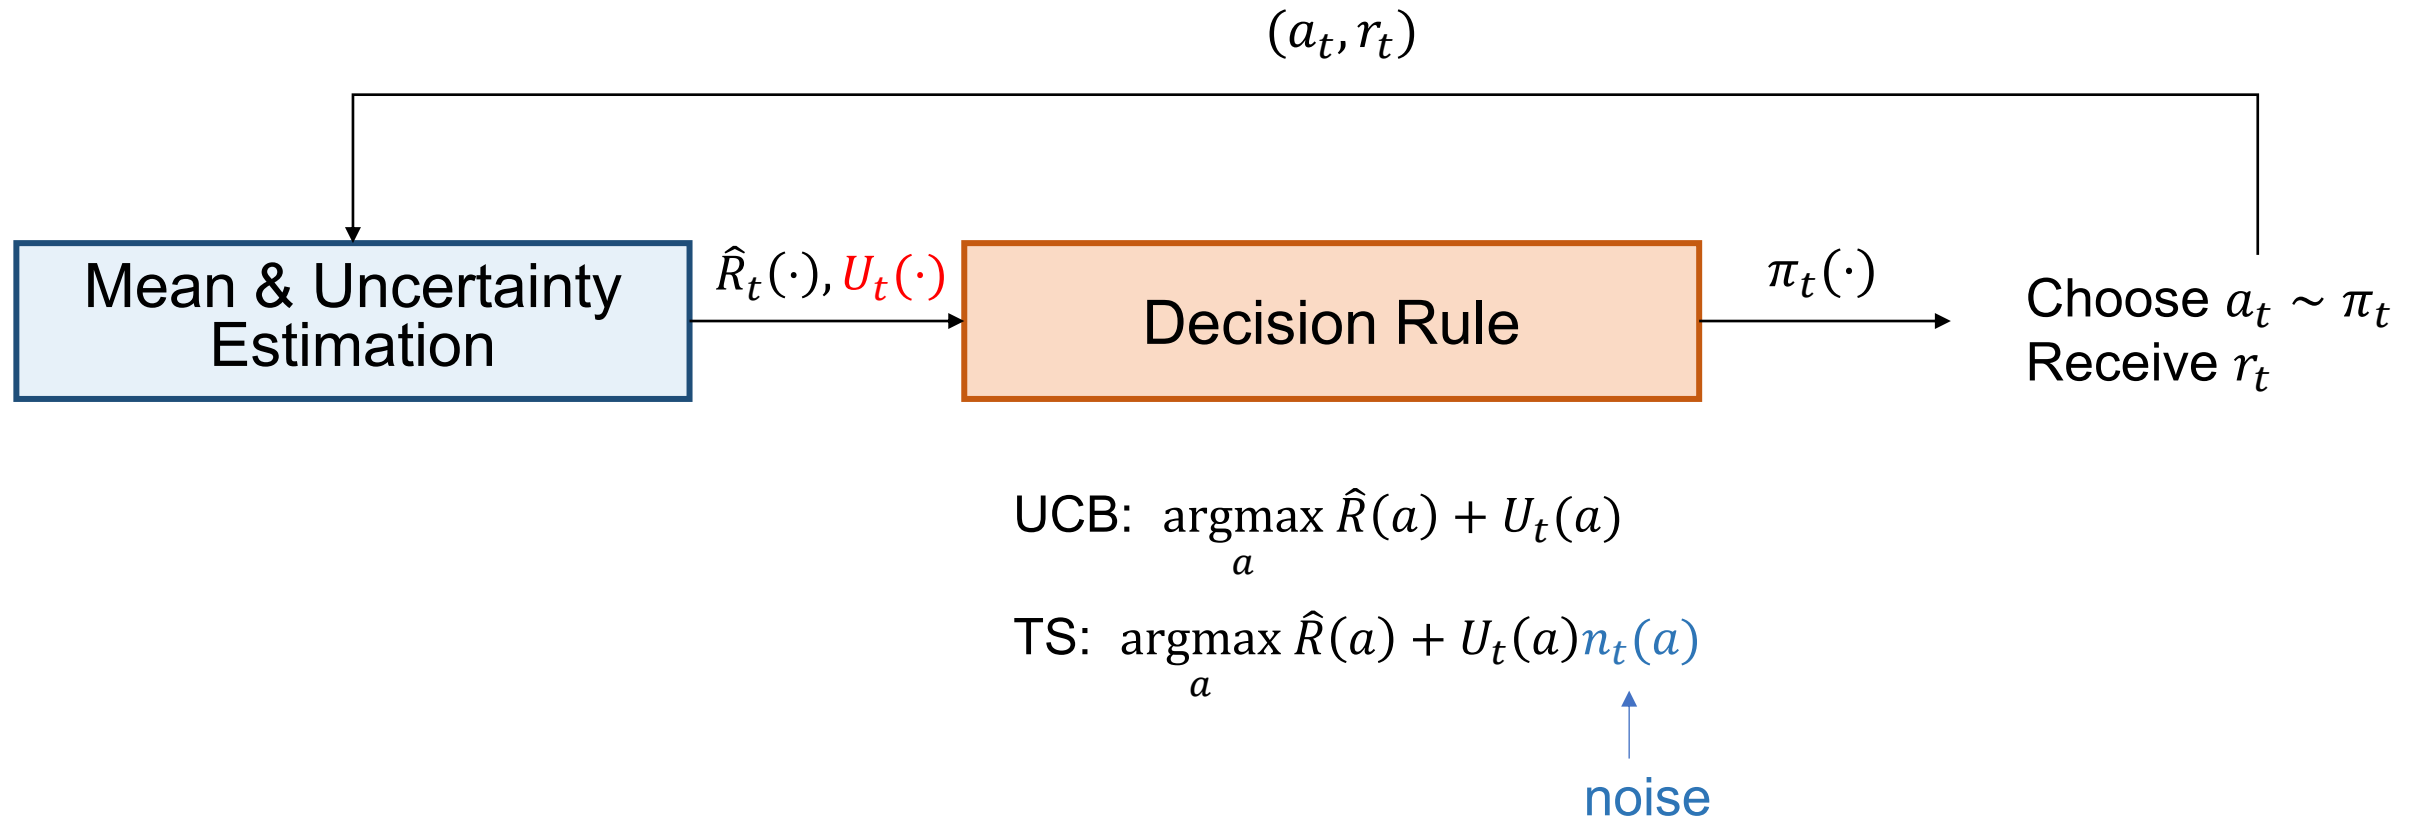 (a_t, r_t)
Mean & Uncertainty
Estimation
R̂_t(·), U_t(·)
Decision Rule
π_t(·)
Choose a_t ~ π_t
Receive r_t
UCB: argmax_a R̂(a) + U_t(a)
TS: argmax_a R̂(a) + U_t(a)n_t(a)
noise